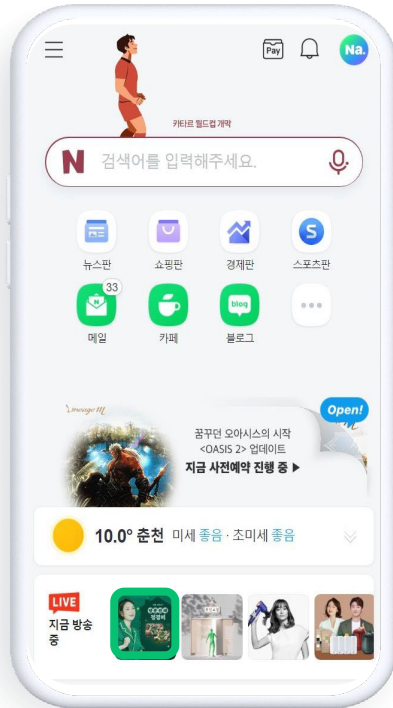 Pay
Na.
카타르 월드컵 개막
N 검색어를 입력해주세요.
뉴스판 쇼핑판 경제판 스포츠판
33
blog
메일 카페 블로그
Lineage M
Open!
꿈꾸던 오아시스의 시작
<OASIS 2> 업데이트
지금 사전예약 진행 중 ▶
10.0° 춘천 미세 좋음 · 초미세 좋음
LIVE
지금 방송
중